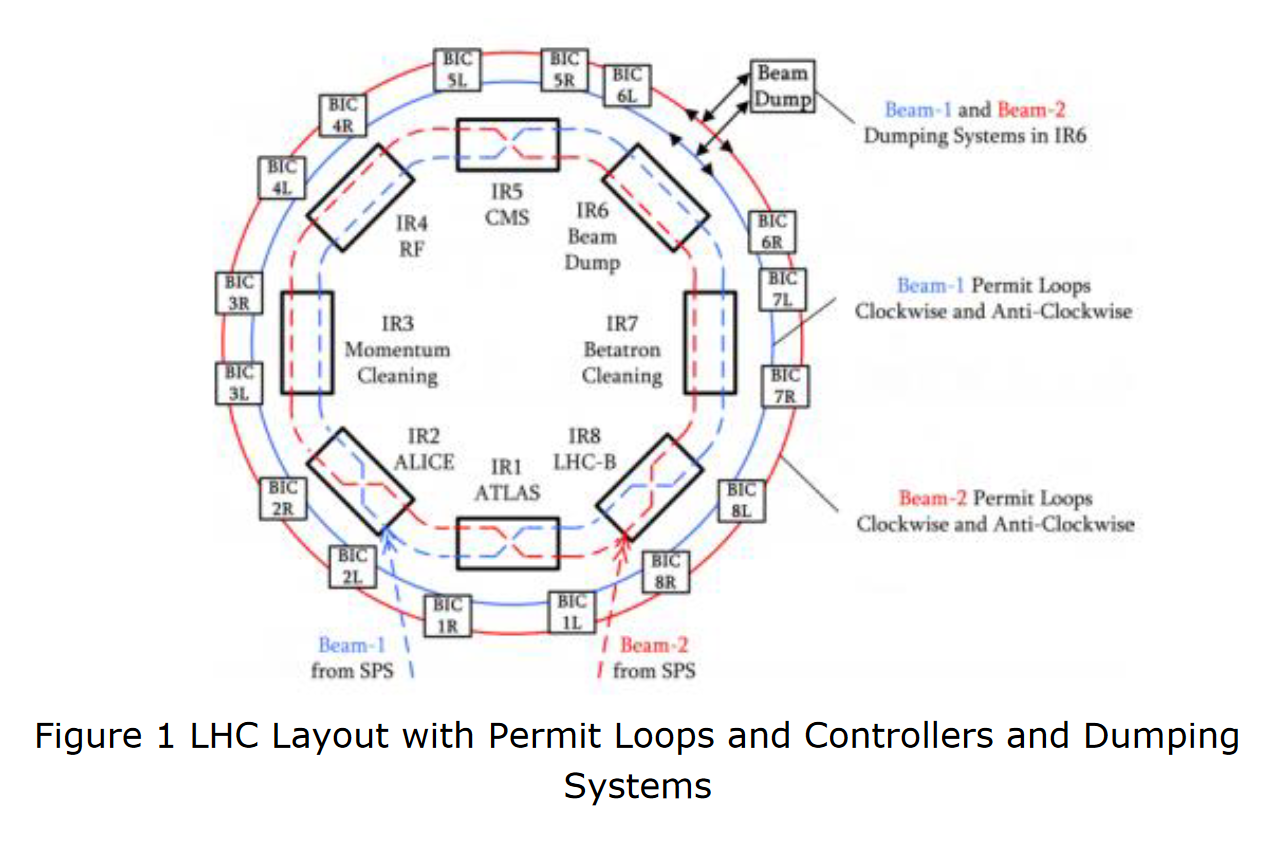 BIC
5L
BIC
5R
BIC
6L
Beam
Dump
Beam-1 and Beam-2
Dumping Systems in IR6
BIC
4R
BIC
4L
IR5
CMS
IR4
RF
IR6
Beam
Dump
BIC
6R
BIC
7L
Beam-1 Permit Loops
Clockwise and Anti-Clockwise
BIC
3R
IR3
Momentum
Cleaning
IR7
Betatron
Cleaning
BIC
3L
BIC
7R
IR2
ALICE
IR1
ATLAS
IR8
LHC-B
BIC
2R
BIC
8L
Beam-2 Permit Loops
Clockwise and Anti-Clockwise
BIC
2L
BIC
8R
BIC
1R
BIC
1L
Beam-1
from SPS
Beam-2
from SPS
Figure 1 LHC Layout with Permit Loops and Controllers and Dumping
Systems